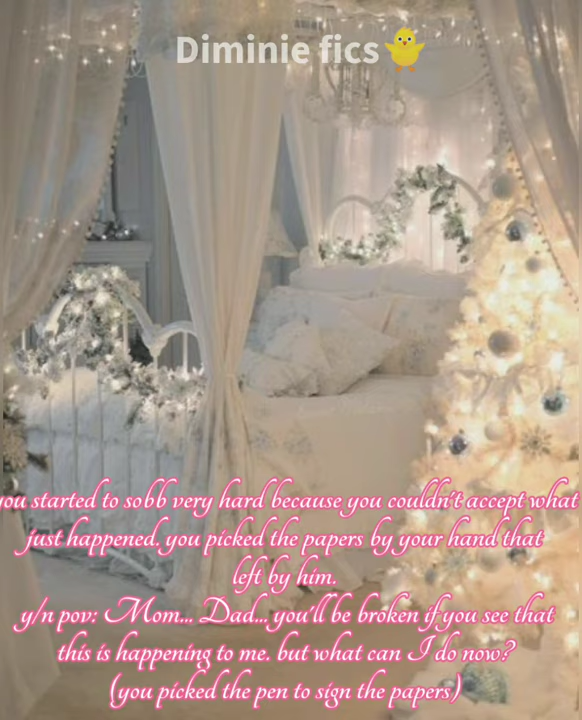 Diminie fics🐥
you started to sobb very hard because you couldn't accept what
just happened. you picked the papers by your hand that
left by him.
y/n pov: Mom... Dad... you'll be broken if you see that
this is happening to me. but what can I do now?
(you picked the pen to sign the papers)